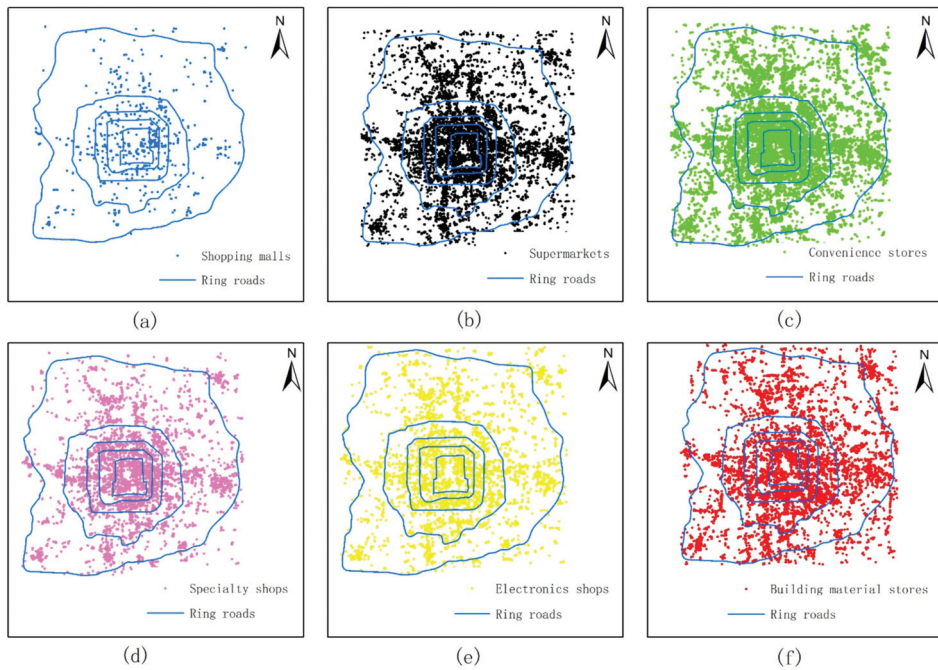 N
Shopping malls
Ring roads
(a)
N
Supermarkets
Ring roads
(b)
N
Convenience stores
Ring roads
(c)
N
Specialty shops
Ring roads
(d)
N
Electronics shops
Ring roads
(e)
N
Building material stores
Ring roads
(f)